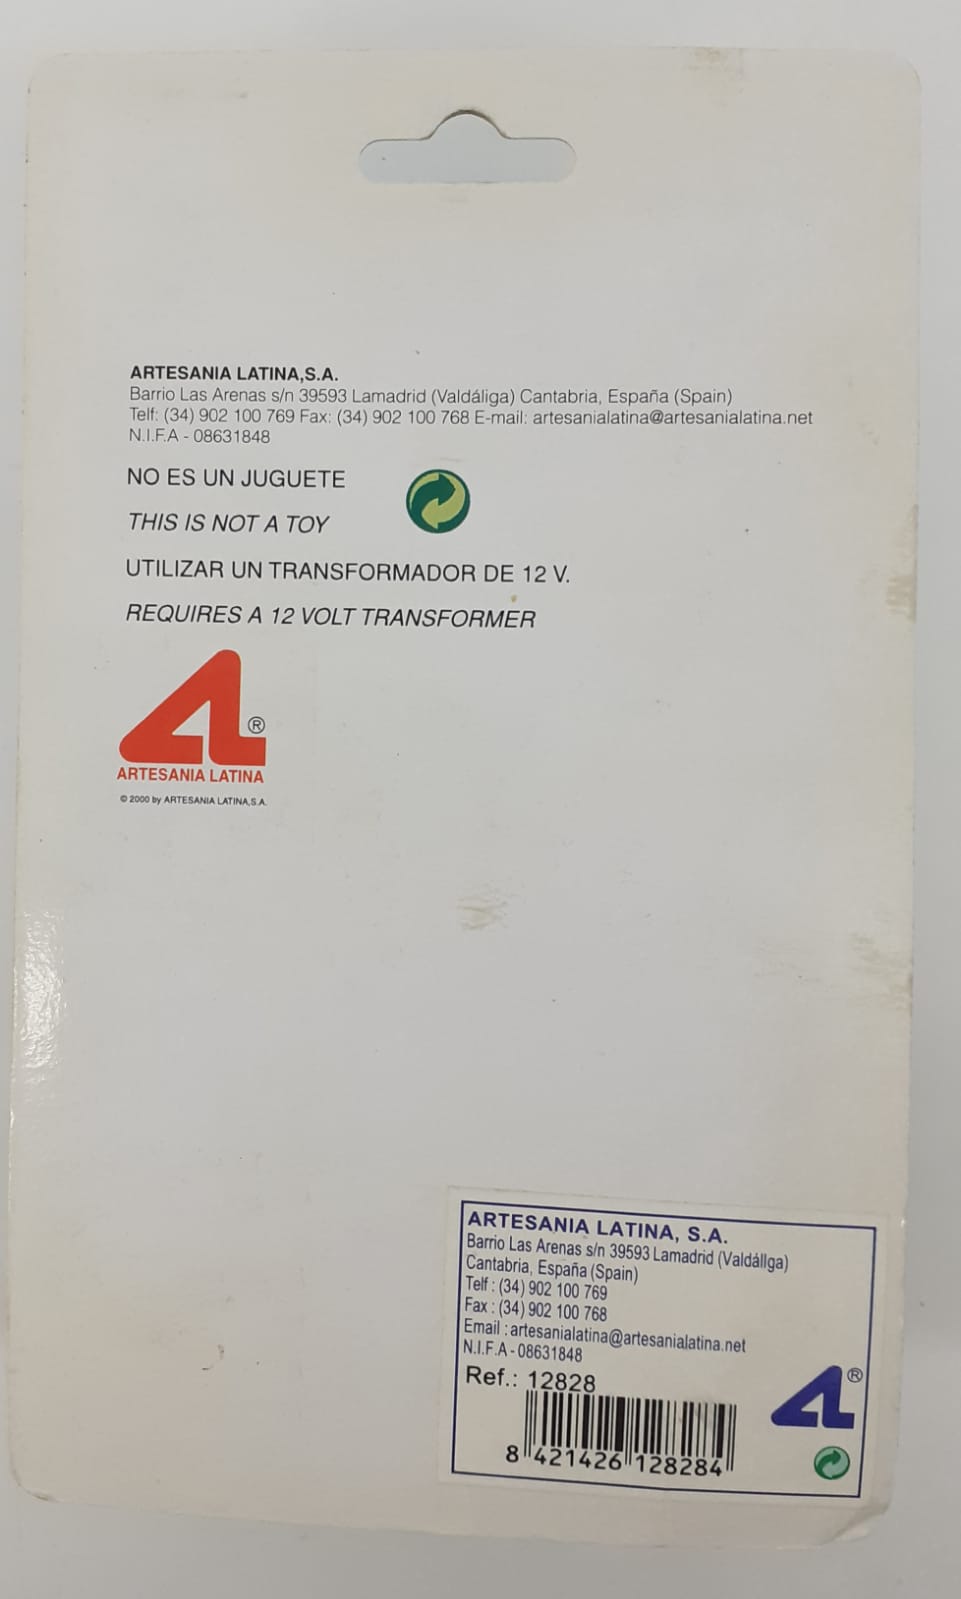 ARTESANIA LATINA,S.A.
Barrio Las Arenas s/n 39593 Lamadrid (Valdáliga) Cantabria, España (Spain)
Telf: (34) 902 100 769 Fax: (34) 902 100 768 E-mail: artesanialatina@artesanialatina.net
N.I.F.A - 08631848
NO ES UN JUGUETE
THIS IS NOT A TOY
UTILIZAR UN TRANSFORMADOR DE 12 V.
REQUIRES A 12 VOLT TRANSFORMER
®
ARTESANIA LATINA
© 2000 by ARTESANIA LATINA,S.A.
ARTESANIA LATINA, S.A.
Barrio Las Arenas s/n 39593 Lamadrid (Valdállga)
Cantabria, España (Spain)
Telf : (34) 902 100 769
Fax : (34) 902 100 768
Email : artesanialatina@artesanialatina.net
N.I.F.A - 08631848
Ref.: 12828
®
8 421426 128284